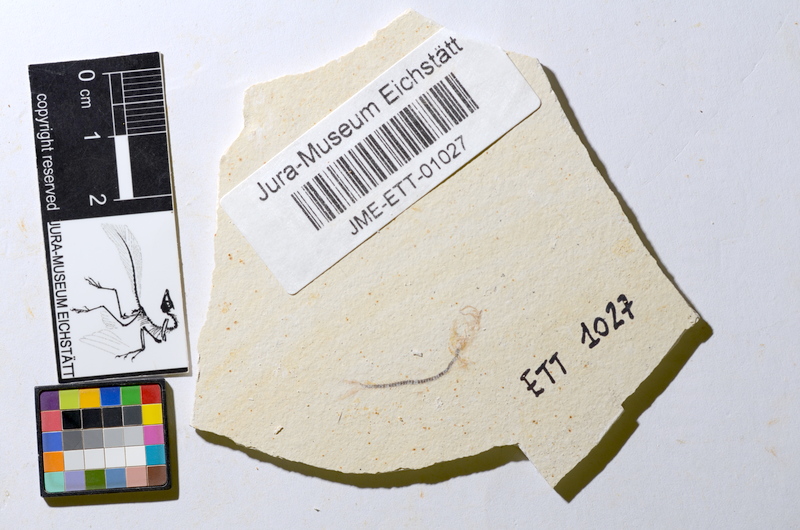 0 cm
1
2
copyright reserved
JURA-MUSEUM EICHSTÄTT
Jura-Museum Eichstätt
JME-ETT-01027
ETT 1027